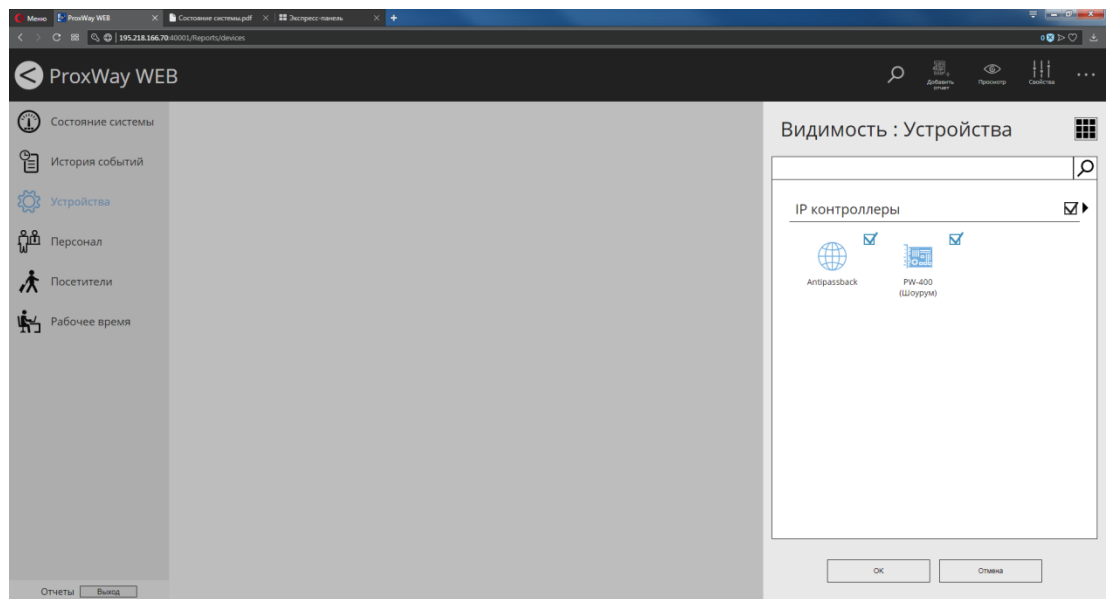 Меню ProxWay WEB Состояние системы.pdf Экспресс-панель
195.218.166.70:40001/Reports/devices
ProxWay WEB
Добавить отчет
Просмотр
Свойства
Состояние системы
История событий
Устройства
Персонал
Посетители
Рабочее время
Отчеты Выход
Видимость : Устройства
IP контроллеры
Antipassback
PW-400
(Шоурум)
ОК Отмена